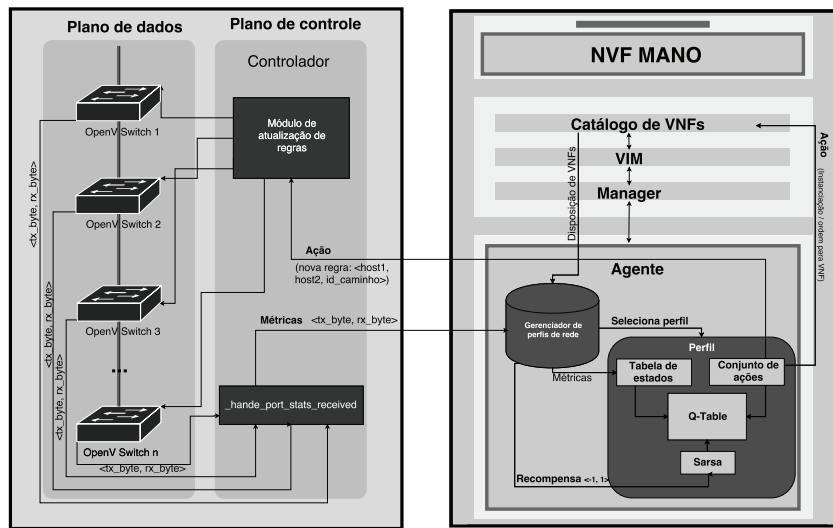 Plano de dados
Plano de controle
Controlador
Módulo de
atualização de
regras
OpenV Switch 1
OpenV Switch 2
OpenV Switch 3
...
OpenV Switch n
<tx_byte, rx_byte>
<tx_byte, rx_byte>
<tx_byte, rx_byte>
<tx_byte, rx_byte>
_hande_port_stats_received
Ação
(nova regra: <host1,
host2, id_caminho>)
Métricas <tx_byte, rx_byte>
NVF MANO
Catálogo de VNFs
VIM
Manager
Disposição de VNFs
Ação
(Instanciação / ordem para VNF)
Agente
Gerenciador de
perfis de rede
Seleciona perfil
Perfil
Métricas
Tabela de
estados
Conjunto de
ações
Q-Table
Sarsa
Recompensa <-1, 1>